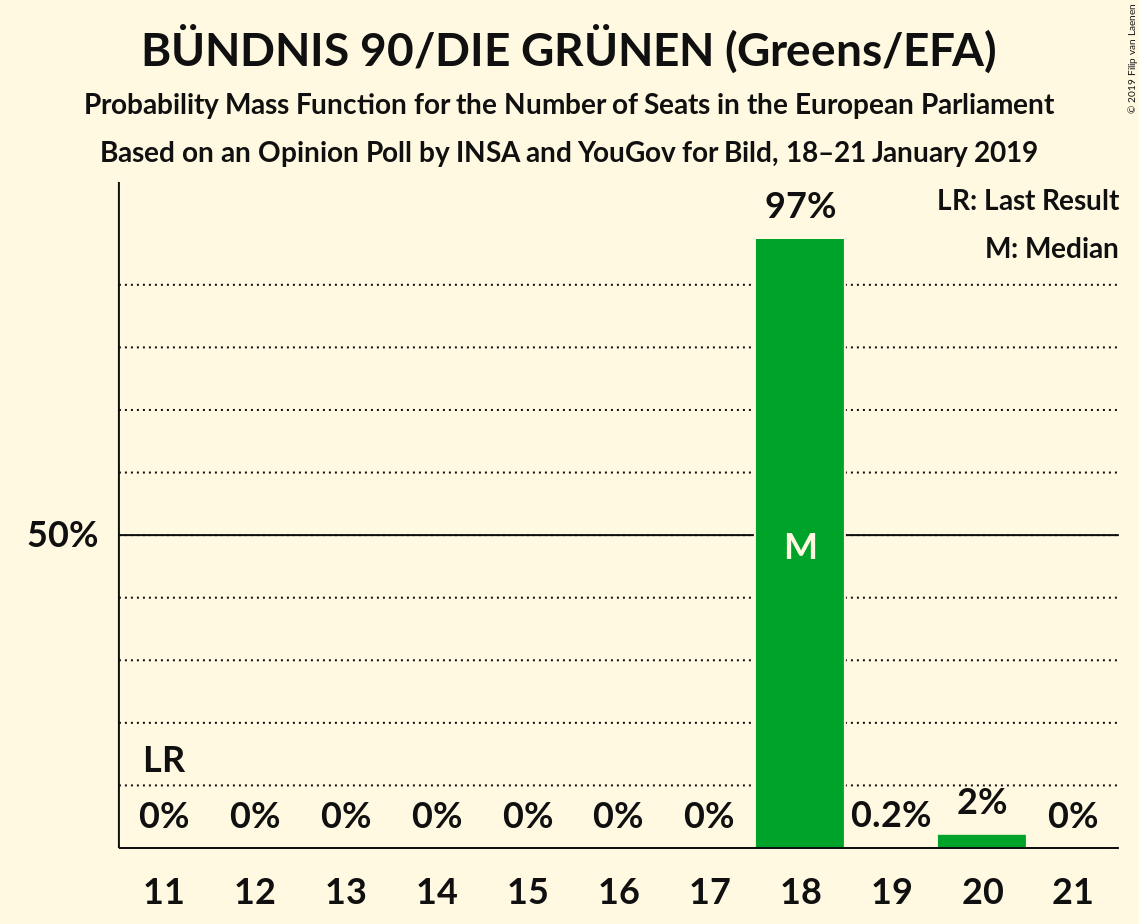 BÜNDNIS 90/DIE GRÜNEN (Greens/EFA)
Probability Mass Function for the Number of Seats in the European Parliament
Based on an Opinion Poll by INSA and YouGov for Bild, 18–21 January 2019
© 2019 Filip van Laenen
LR: Last Result
M: Median
97%
50%
M
LR
0% 0% 0% 0% 0% 0% 0% 0.2% 2% 0%
11 12 13 14 15 16 17 18 19 20 21